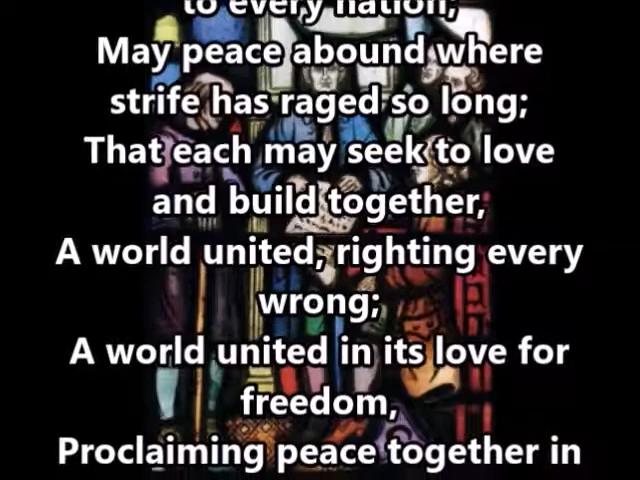 to every nation;
May peace abound where
strife has raged so long;
That each may seek to love
and build together,
A world united, righting every
wrong;
A world united in its love for
freedom,
Proclaiming peace together in